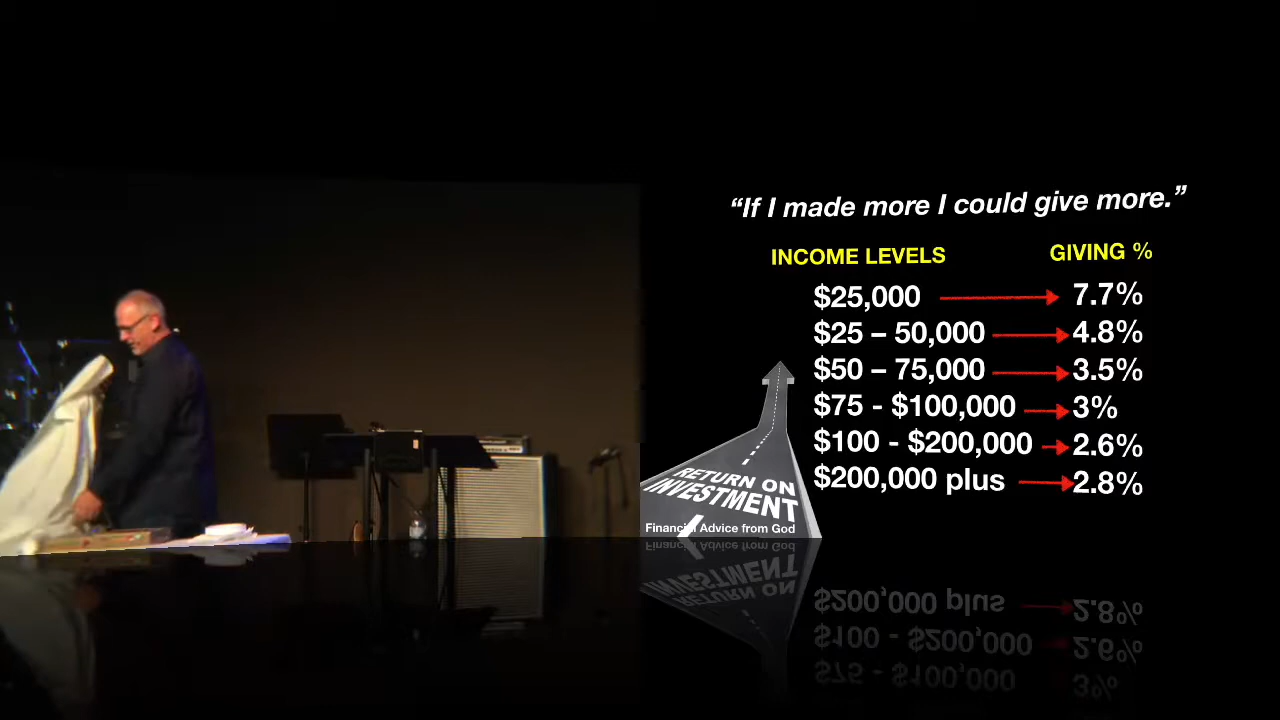 “If I made more I could give more.”
INCOME LEVELS GIVING %
$25,000 7.7%
$25 – 50,000 4.8%
$50 – 75,000 3.5%
$75 - $100,000 3%
$100 - $200,000 2.6%
$200,000 plus 2.8%
RETURN ON
INVESTMENT
Financial Advice from God